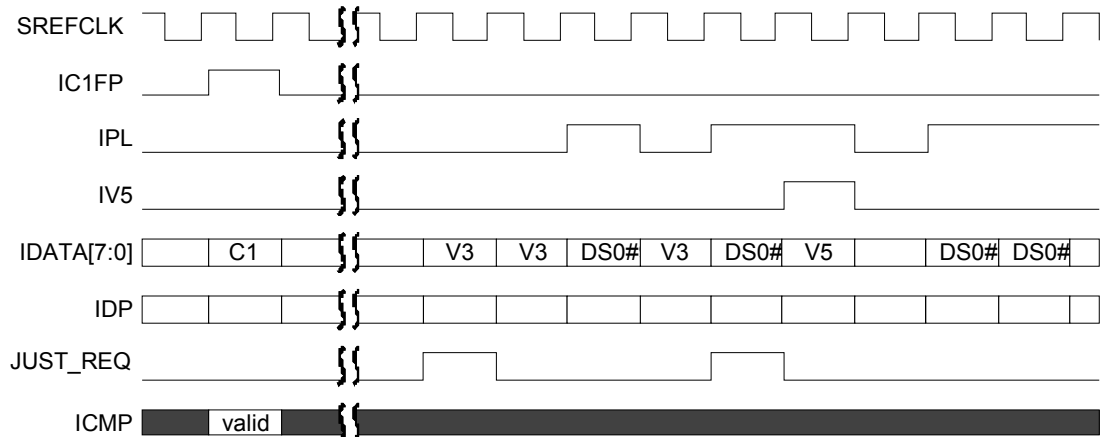 SREFCLK
IC1FP
IPL
IV5
IDATA[7:0] C1 V3 V3 DS0# V3 DS0# V5 DS0# DS0#
IDP
JUST_REQ
ICMP valid